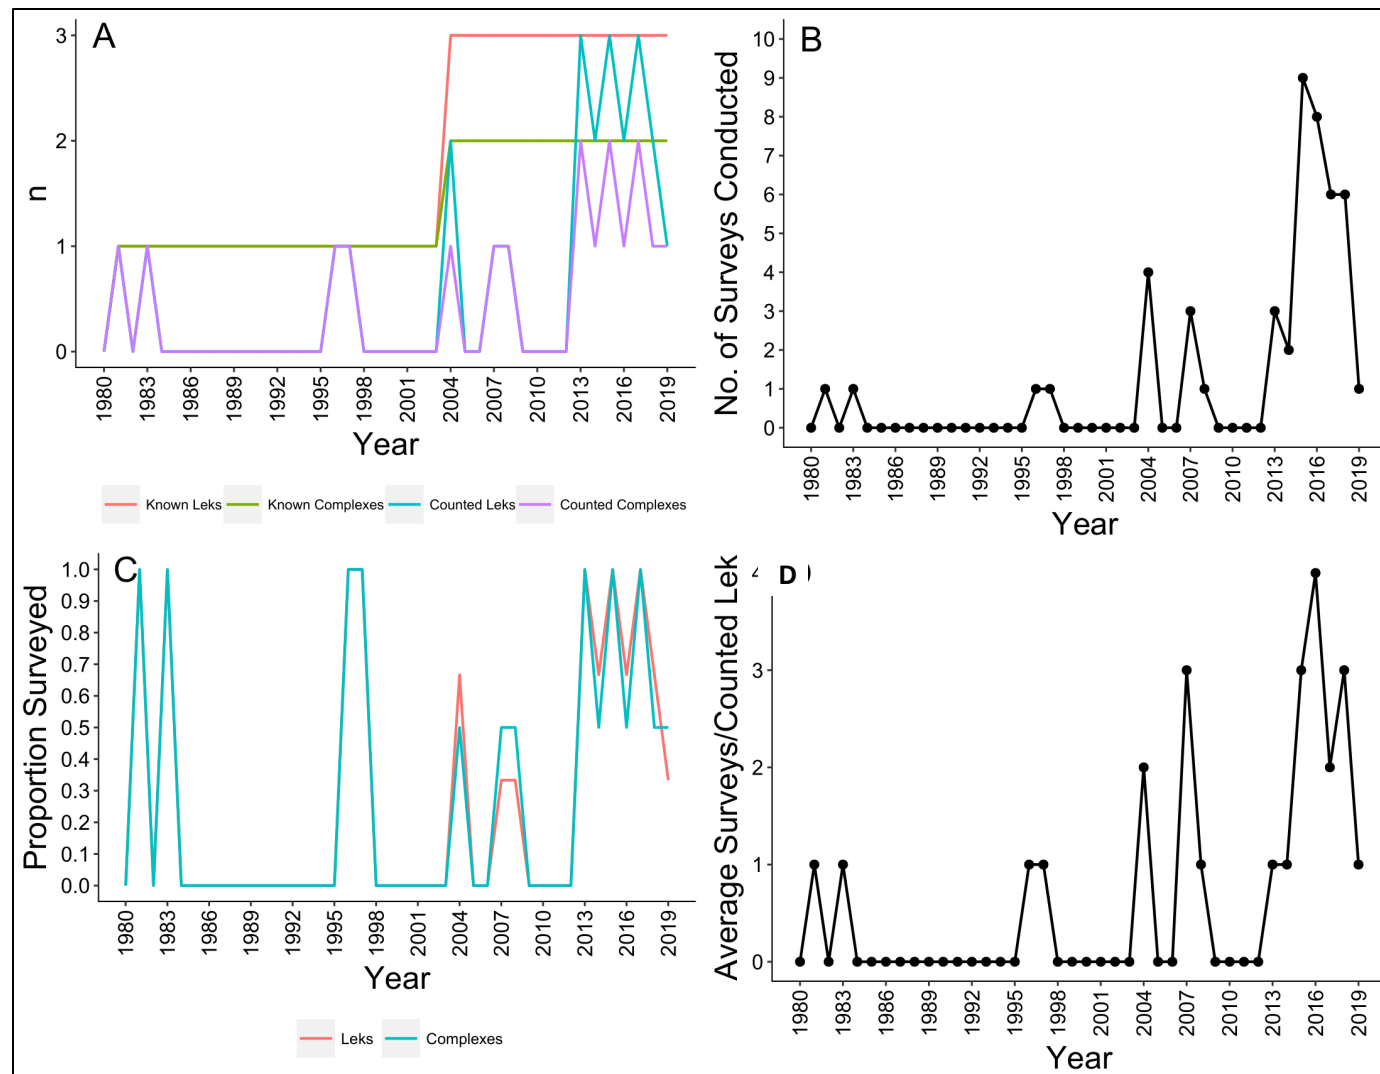 A
3
2
1
0
n
1980 1983 1986 1989 1992 1995 1998 2001 2004 2007 2010 2013 2016 2019
Year
Known Leks Known Complexes Counted Leks Counted Complexes
B
10
9
8
7
6
5
4
3
2
1
0
No. of Surveys Conducted
1980 1983 1986 1989 1992 1995 1998 2001 2004 2007 2010 2013 2016 2019
Year
C
1.0
0.9
0.8
0.7
0.6
0.5
0.4
0.3
0.2
0.1
0.0
Proportion Surveyed
1980 1983 1986 1989 1992 1995 1998 2001 2004 2007 2010 2013 2016 2019
Year
Leks Complexes
D
3
2
1
0
Average Surveys/Counted Lek
1980 1983 1986 1989 1992 1995 1998 2001 2004 2007 2010 2013 2016 2019
Year